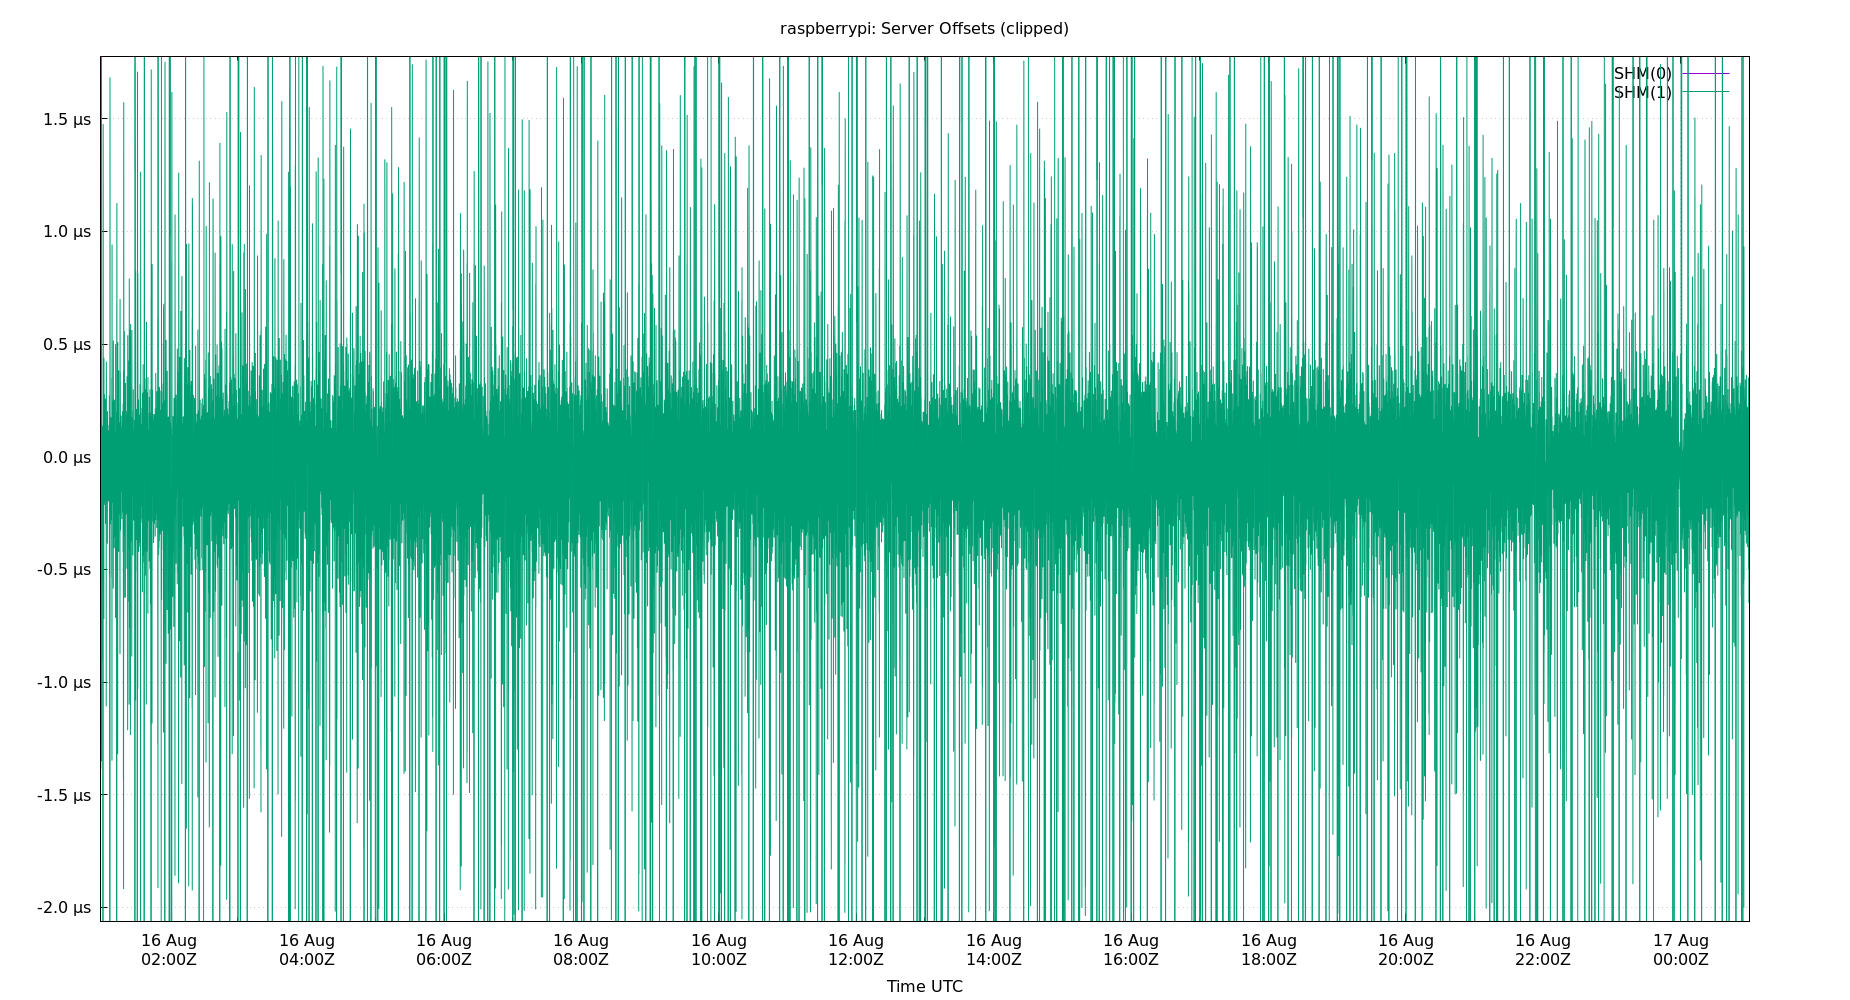 raspberrypi: Server Offsets (clipped)
SHM(0)
SHM(1)
1.5 µs
1.0 µs
0.5 µs
0.0 µs
-0.5 µs
-1.0 µs
-1.5 µs
-2.0 µs
16 Aug 16 Aug 16 Aug 16 Aug 16 Aug 16 Aug 16 Aug 16 Aug 16 Aug 16 Aug 16 Aug 17 Aug
02:00Z 04:00Z 06:00Z 08:00Z 10:00Z 12:00Z 14:00Z 16:00Z 18:00Z 20:00Z 22:00Z 00:00Z
Time UTC